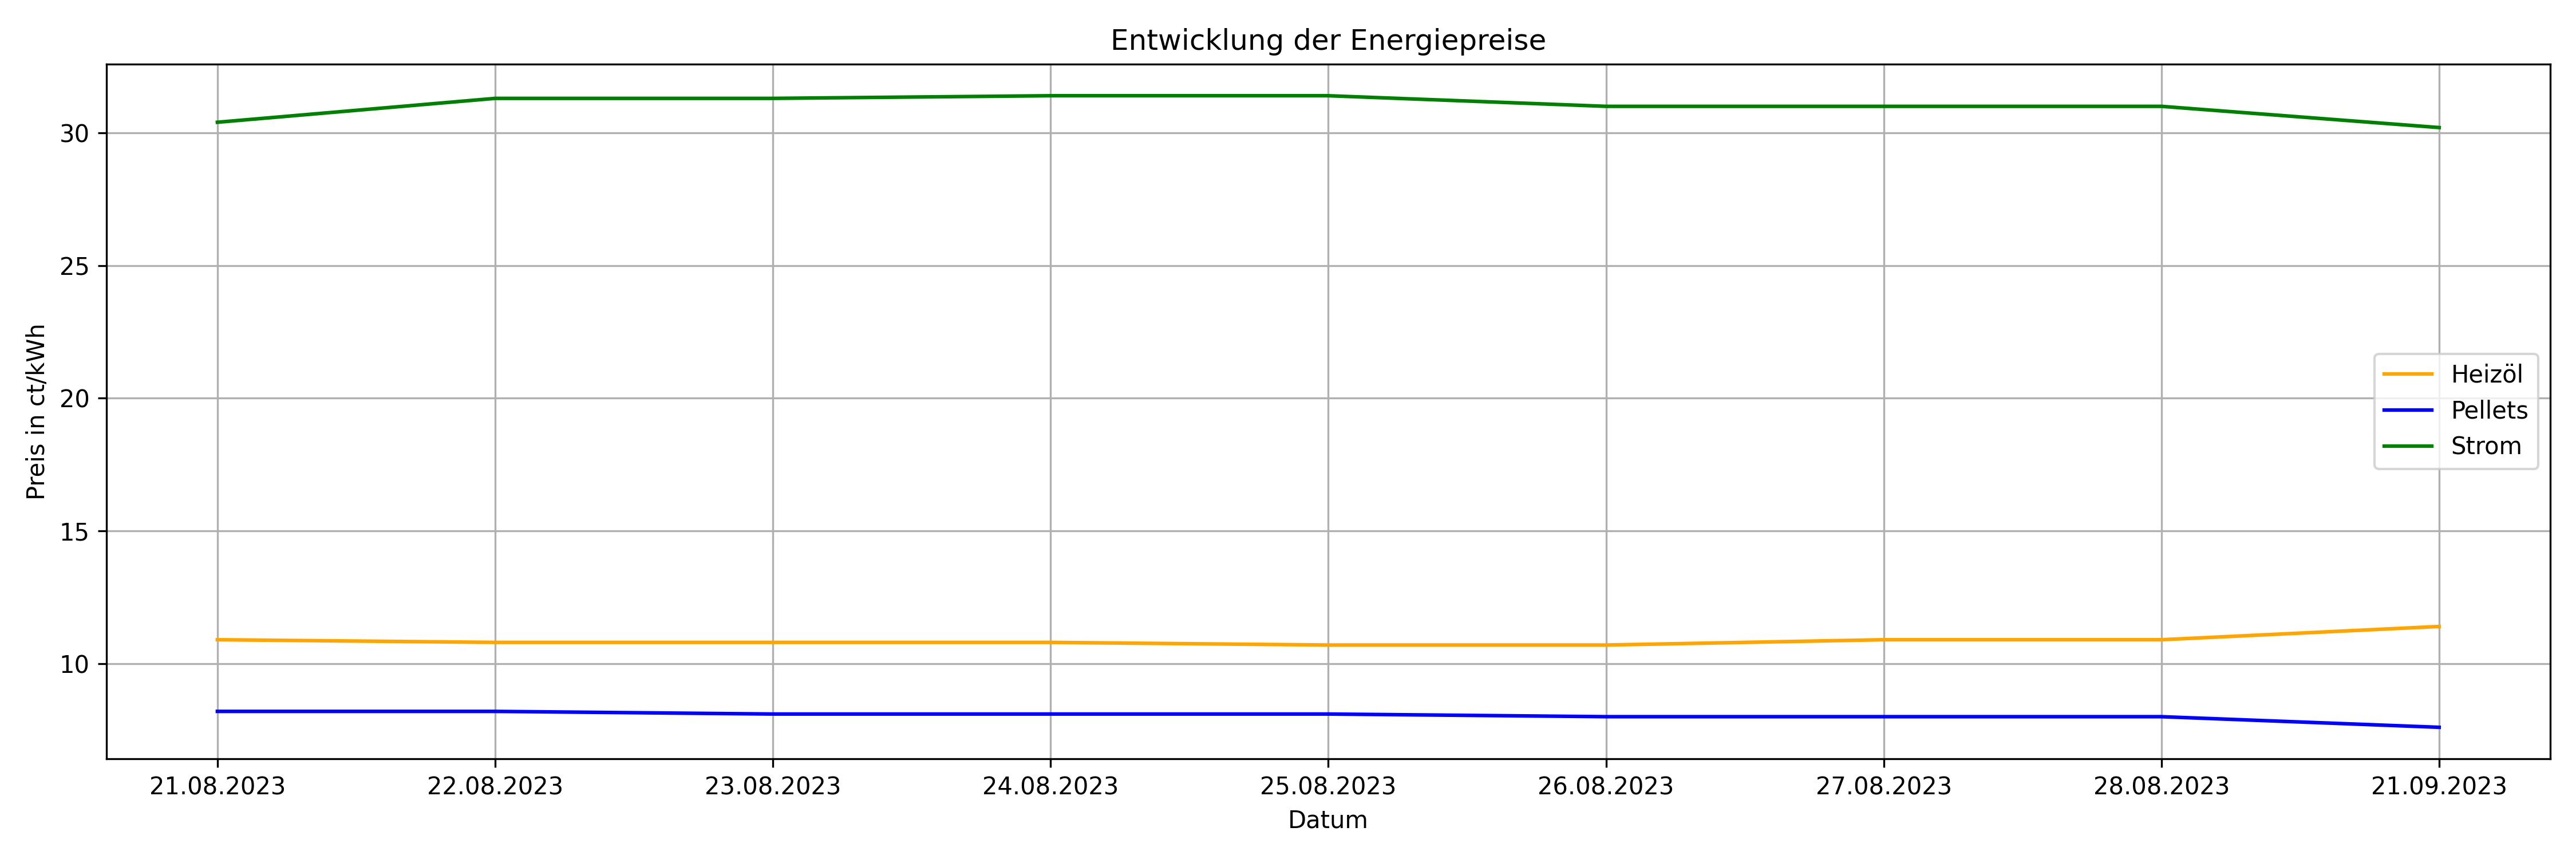 Entwicklung der Energiepreise
Preis in ct/kWh
30
25
20
15
10
Heizöl
Pellets
Strom
21.08.2023 22.08.2023 23.08.2023 24.08.2023 25.08.2023 26.08.2023 27.08.2023 28.08.2023 21.09.2023
Datum